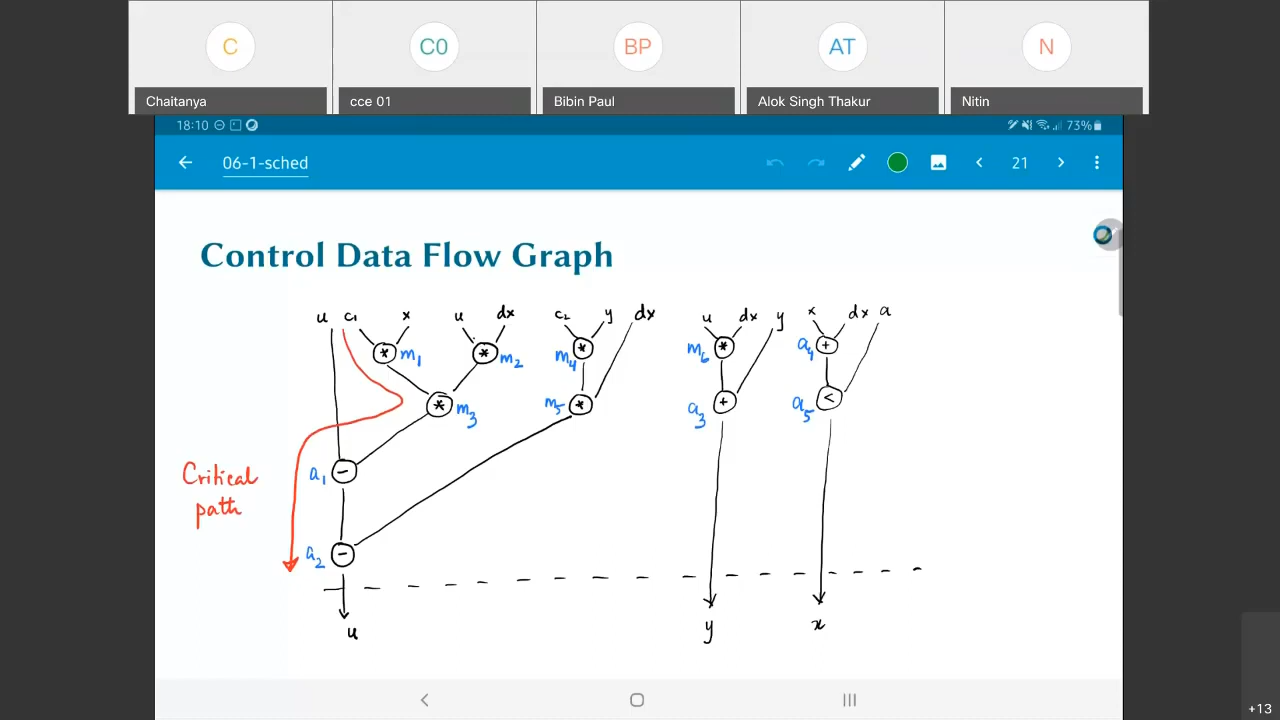 C C0 BP AT N
Chaitanya cce 01 Bibin Paul Alok Singh Thakur Nitin
18:10 73%
06-1-sched 21
Control Data Flow Graph
u c₁ x u dx c₂ y dx u dx y x dx a
* m₁ * m₂ m₄ * m₆ * a₄ +
* m₃ m₅ * a₃ + a₅ <
Critical
path
a₁ −
a₂ −
u y x
+13